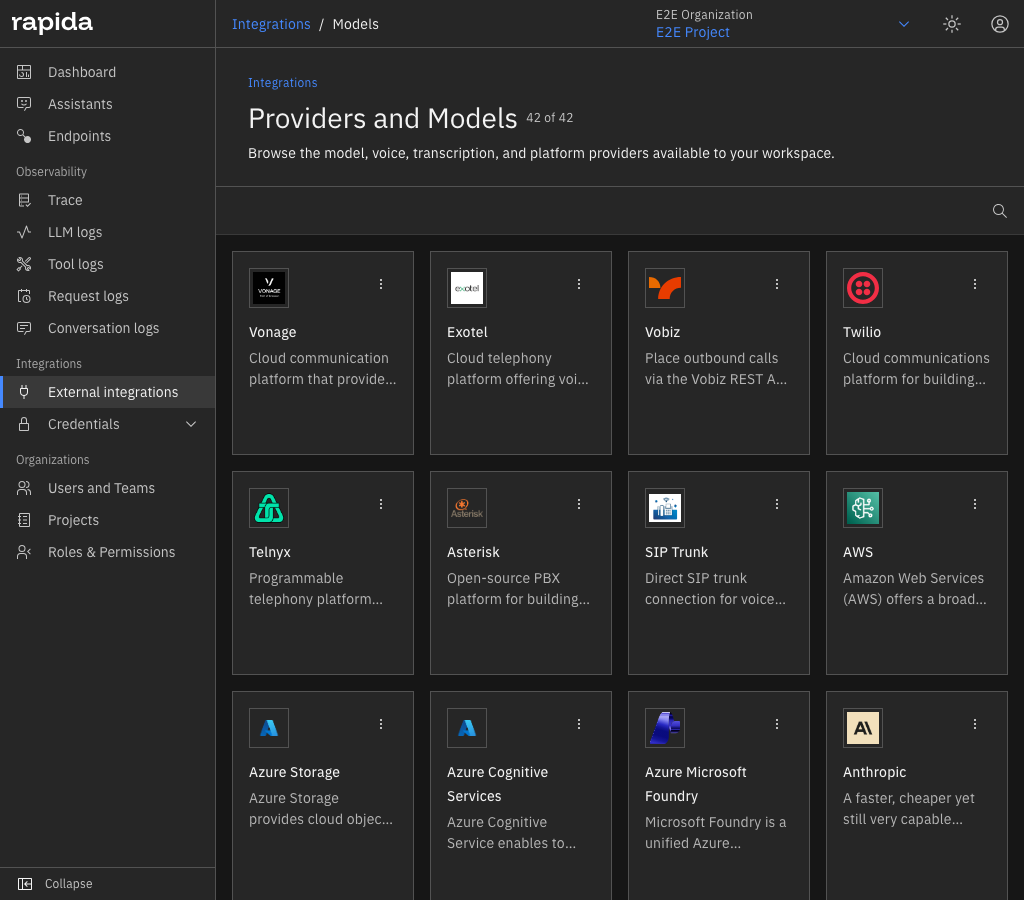 rapida
Integrations / Models
E2E Organization
E2E Project
Dashboard
Assistants
Endpoints
Observability
Trace
LLM logs
Tool logs
Request logs
Conversation logs
Integrations
External integrations
Credentials
Organizations
Users and Teams
Projects
Roles & Permissions
Collapse
Integrations
Providers and Models 42 of 42
Browse the model, voice, transcription, and platform providers available to your workspace.
VONAGE
Vonage
Cloud communication
platform that provide...
exotel
Exotel
Cloud telephony
platform offering voi...
Vobiz
Place outbound calls
via the Vobiz REST A...
Twilio
Cloud communications
platform for building...
Telnyx
Programmable
telephony platform...
Asterisk
Asterisk
Open-source PBX
platform for building...
SIP Trunk
Direct SIP trunk
connection for voice...
AWS
Amazon Web Services
(AWS) offers a broad...
Azure Storage
Azure Storage
provides cloud objec...
Azure Cognitive
Services
Azure Cognitive
Service enables to...
Azure Microsoft
Foundry
Microsoft Foundry is a
unified Azure...
A\
Anthropic
A faster, cheaper yet
still very capable...